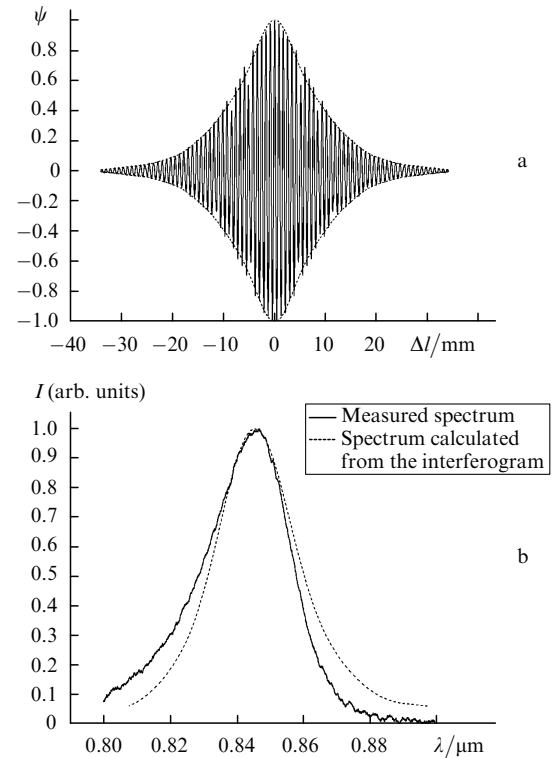 ψ
0.8
0.6
0.4
0.2
0
−0.2
−0.4
−0.6
−0.8
−1.0
−40 −30 −20 −10 0 10 20 Δl/mm
a
I (arb. units)
Measured spectrum
Spectrum calculated
from the interferogram
1.0
0.9
0.8
0.7
0.6
0.5
0.4
0.3
0.2
0.1
0
b
0.80 0.82 0.84 0.86 0.88 λ/μm